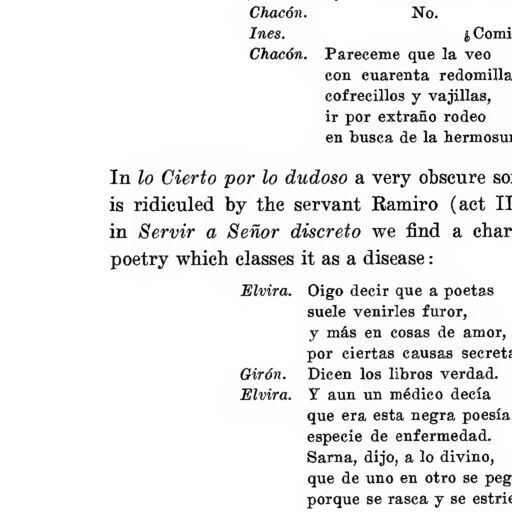 Chacón. No.
Ines. ¿Comi
Chacón. Pareceme que la veo
con cuarenta redomilla
cofrecillos y vajillas,
ir por extraño rodeo
en busca de la hermosu
In lo Cierto por lo dudoso a very obscure so
is ridiculed by the servant Ramiro (act II
in Servir a Señor discreto we find a char
poetry which classes it as a disease:
Elvira. Oigo decir que a poetas
suele venirles furor,
y más en cosas de amor,
por ciertas causas secreta
Girón. Dicen los libros verdad.
Elvira. Y aun un médico decía
que era esta negra poesía
especie de enfermedad.
Sarna, dijo, a lo divino,
que de uno en otro se peg
porque se rasca y se estrie